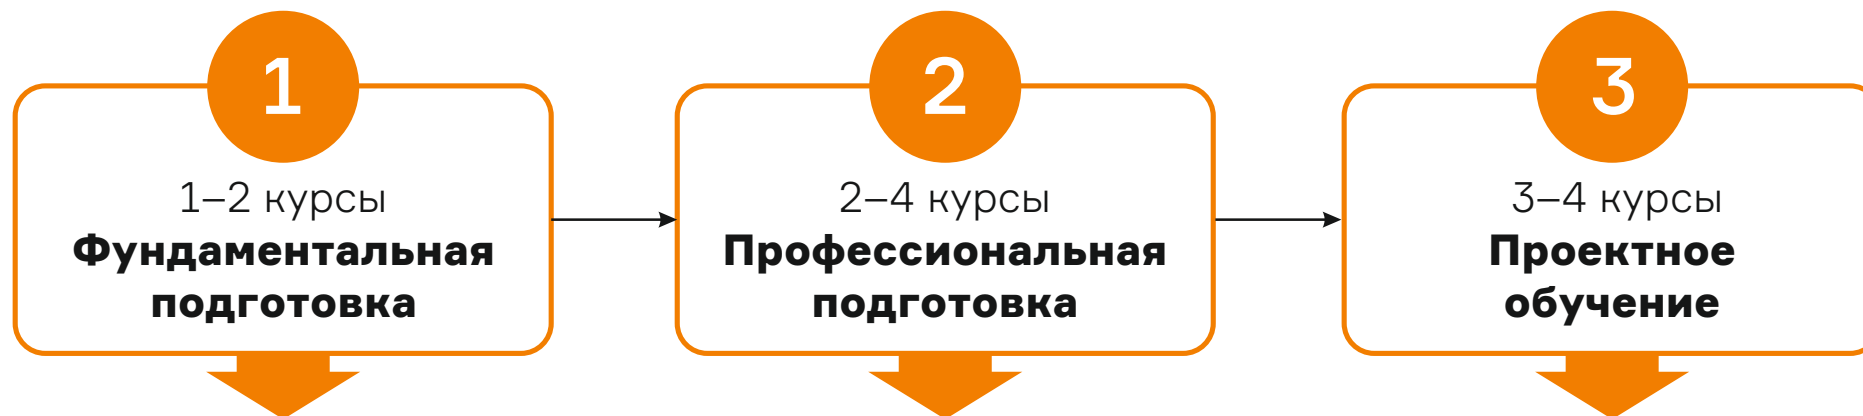 1
1–2 курсы
Фундаментальная
подготовка
2
2–4 курсы
Профессиональная
подготовка
3
3–4 курсы
Проектное
обучение